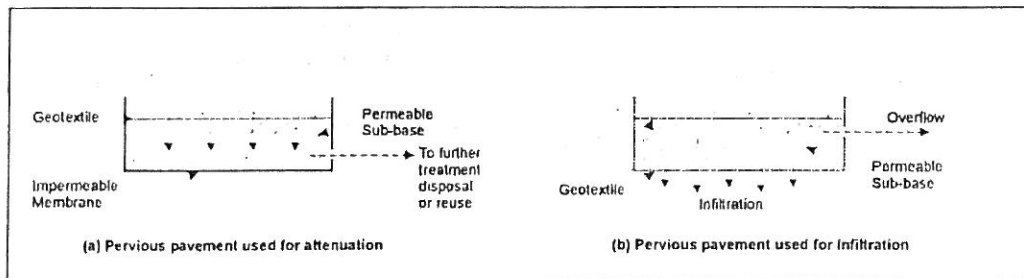 Geotextile
Permeable
Sub-base
To further
treatment
disposal
or reuse
Impermeable
Membrane
(a) Pervious pavement used for attenuation
Overflow
Permeable
Sub-base
Geotextile
Infiltration
(b) Pervious pavement used for Infiltration